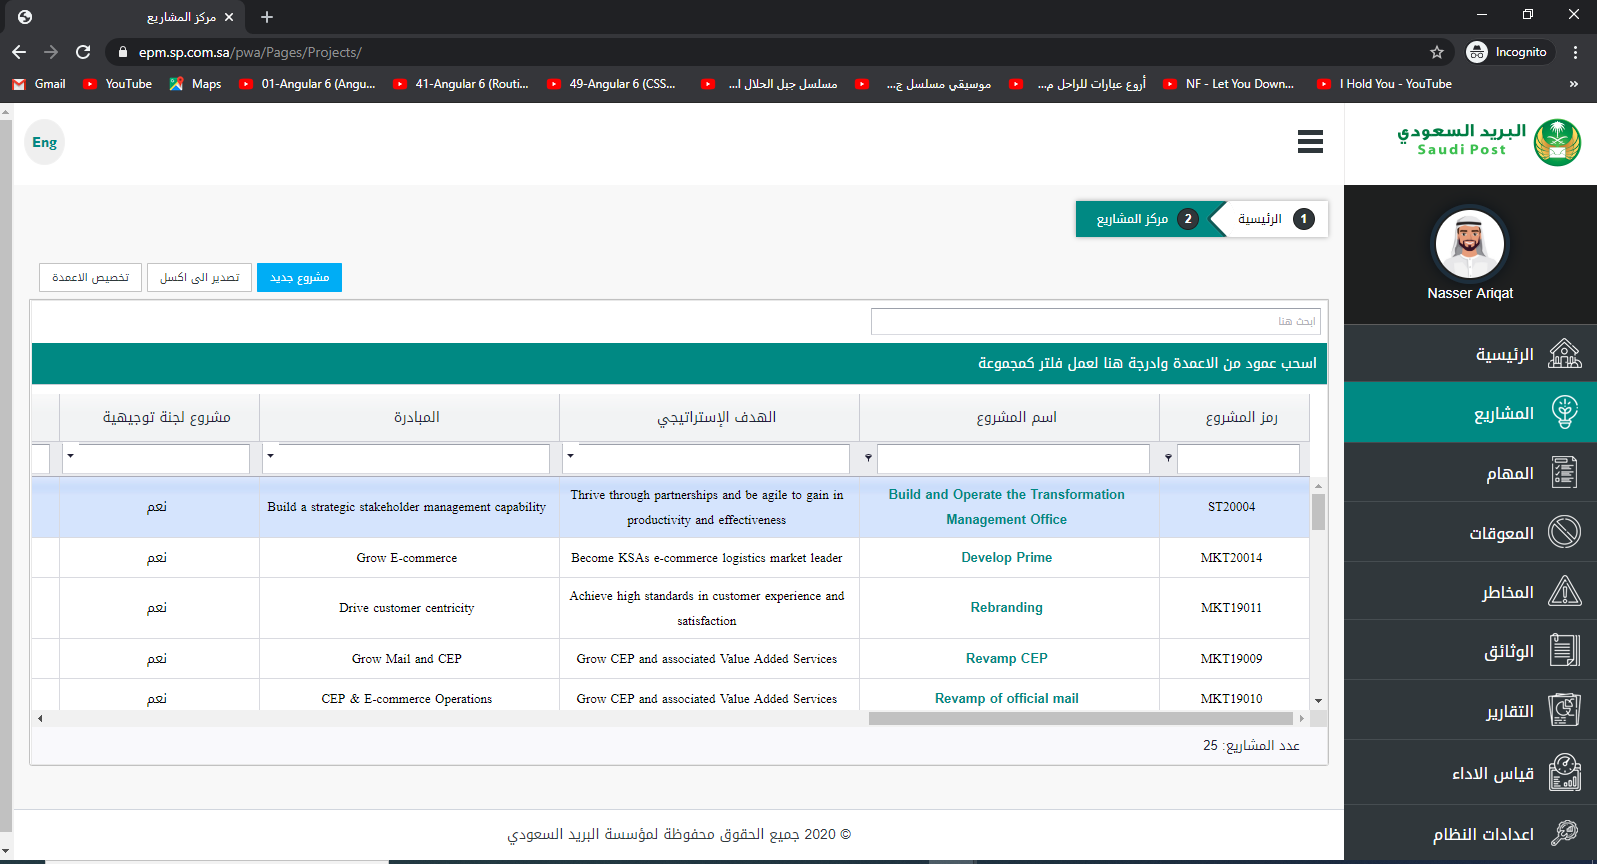 مركز المشاريع
epm.sp.com.sa/pwa/Pages/Projects/
Incognito
Gmail
YouTube
Maps
01-Angular 6 (Angu...
41-Angular 6 (Routi...
49-Angular 6 (CSS...
مسلسل جبل الحلال ا...
موسيقي مسلسل ج...
أروع عبارات للراحل م...
NF - Let You Down...
I Hold You - YouTube
»
Eng
البريد السعودي
Saudi Post
1 الرئيسية
2 مركز المشاريع
Nasser Ariqat
مشروع جديد
تصدير الى اكسل
تخصيص الاعمدة
ابحث هنا
اسحب عمود من الاعمدة وادرجة هنا لعمل فلتر كمجموعة
رمز المشروع
اسم المشروع
الهدف الإستراتيجي
المبادرة
مشروع لجنة توجيهية
ST20004
Build and Operate the Transformation
Management Office
Thrive through partnerships and be agile to gain in
productivity and effectiveness
Build a strategic stakeholder management capability
نعم
MKT20014
Develop Prime
Become KSAs e-commerce logistics market leader
Grow E-commerce
نعم
MKT19011
Rebranding
Achieve high standards in customer experience and
satisfaction
Drive customer centricity
نعم
MKT19009
Revamp CEP
Grow CEP and associated Value Added Services
Grow Mail and CEP
نعم
MKT19010
Revamp of official mail
Grow CEP and associated Value Added Services
CEP & E-commerce Operations
نعم
عدد المشاريع: 25
الرئيسية
المشاريع
المهام
المعوقات
المخاطر
الوثائق
التقارير
قياس الاداء
اعدادات النظام
© 2020 جميع الحقوق محفوظة لمؤسسة البريد السعودي